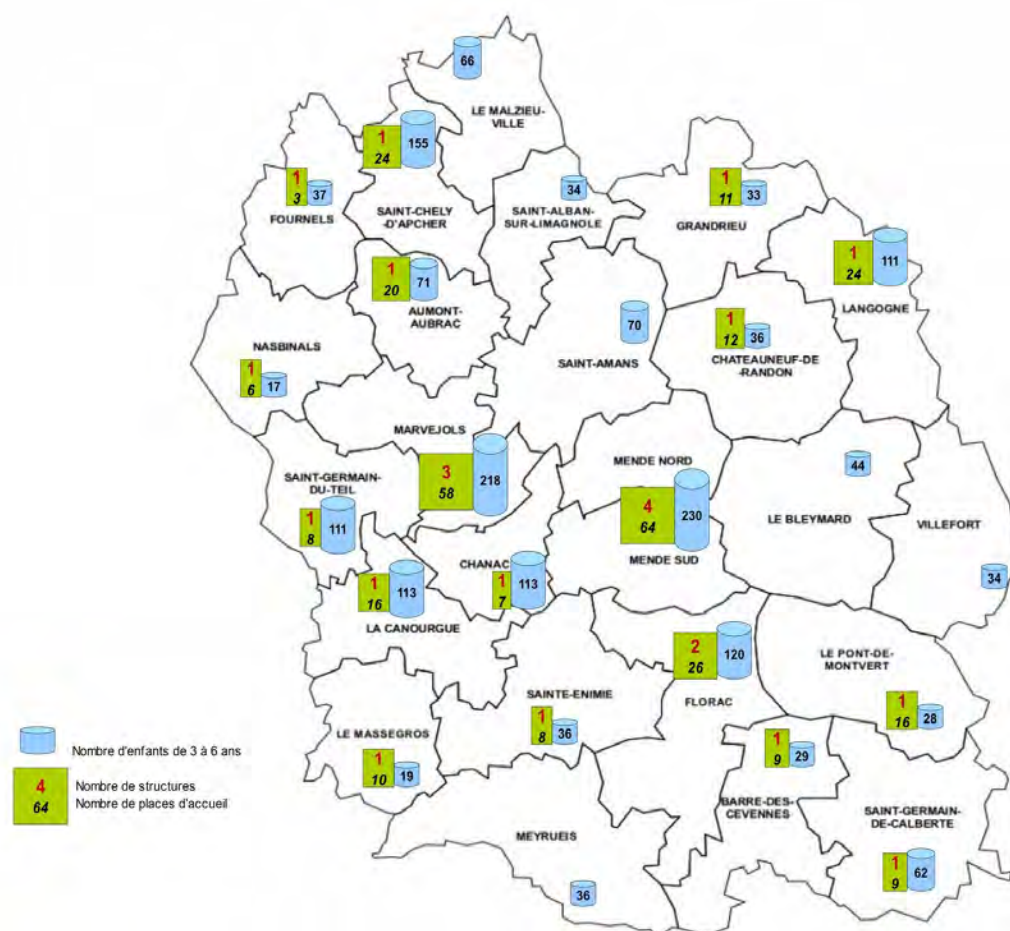 66
LE MALZIEU-
VILLE
1
24
155
SAINT-CHELY
-D'APCHER
1
3
37
FOURNELS
34
SAINT-ALBAN-
SUR-LIMAGNOLE
1
11
33
GRANDRIEU
1
24
111
LANGOGNE
1
20
71
AUMONT-
AUBRAC
70
SAINT-AMANS
1
12
36
CHATEAUNEUF-DE
-RANDON
NASBINALS
1
6
17
MARVEJOLS
3
58
218
MENDE NORD
4
64
230
MENDE SUD
44
LE BLEYMARD
VILLEFORT
34
SAINT-GERMAIN-
DU-TEIL
1
8
111
CHANAC
1
7
113
1
16
113
LA CANOURGUE
2
26
120
FLORAC
LE PONT-DE-
MONTVERT
1
16
28
SAINTE-ENIMIE
1
8
36
LE MASSEGROS
1
10
19
1
9
29
BARRE-DES-
CEVENNES
SAINT-GERMAIN-
DE-CALBERTE
1
9
62
MEYRUEIS
36
Nombre d'enfants de 3 à 6 ans
4
64
Nombre de structures
Nombre de places d'accueil